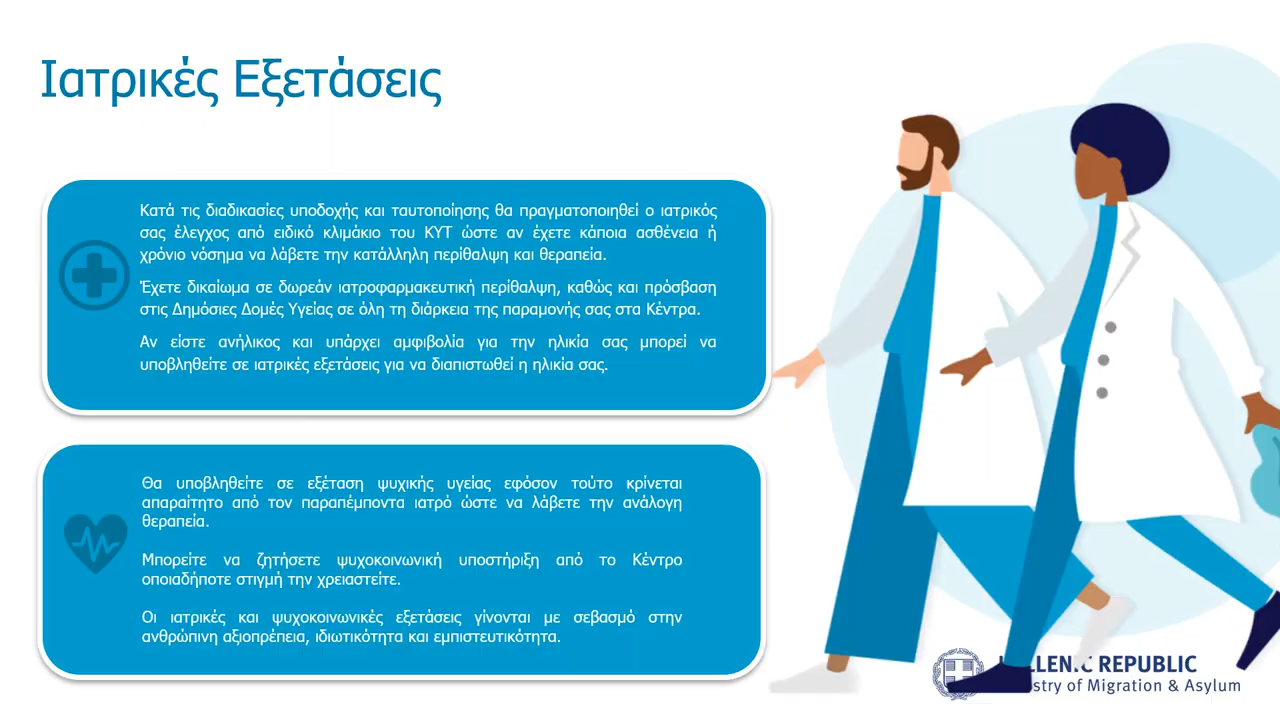 Ιατρικές Εξετάσεις
Κατά τις διαδικασίες υποδοχής και ταυτοποίησης θα πραγματοποιηθεί ο ιατρικός
σας έλεγχος από ειδικό κλιμάκιο του ΚΥΤ ώστε αν έχετε κάποια ασθένεια ή
χρόνιο νόσημα να λάβετε την κατάλληλη περίθαλψη και θεραπεία.
Έχετε δικαίωμα σε δωρεάν ιατροφαρμακευτική περίθαλψη, καθώς και πρόσβαση
στις Δημόσιες Δομές Υγείας σε όλη τη διάρκεια της παραμονής σας στα Κέντρα.
Αν είστε ανήλικος και υπάρχει αμφιβολία για την ηλικία σας μπορεί να
υποβληθείτε σε ιατρικές εξετάσεις για να διαπιστωθεί η ηλικία σας.
Θα υποβληθείτε σε εξέταση ψυχικής υγείας εφόσον τούτο κρίνεται
απαραίτητο από τον παραπέμποντα ιατρό ώστε να λάβετε την ανάλογη
θεραπεία.
Μπορείτε να ζητήσετε ψυχοκοινωνική υποστήριξη από το Κέντρο
οποιαδήποτε στιγμή την χρειαστείτε.
Οι ιατρικές και ψυχοκοινωνικές εξετάσεις γίνονται με σεβασμό στην
ανθρώπινη αξιοπρέπεια, ιδιωτικότητα και εμπιστευτικότητα.
REPUBLIC
of Migration & Asylum